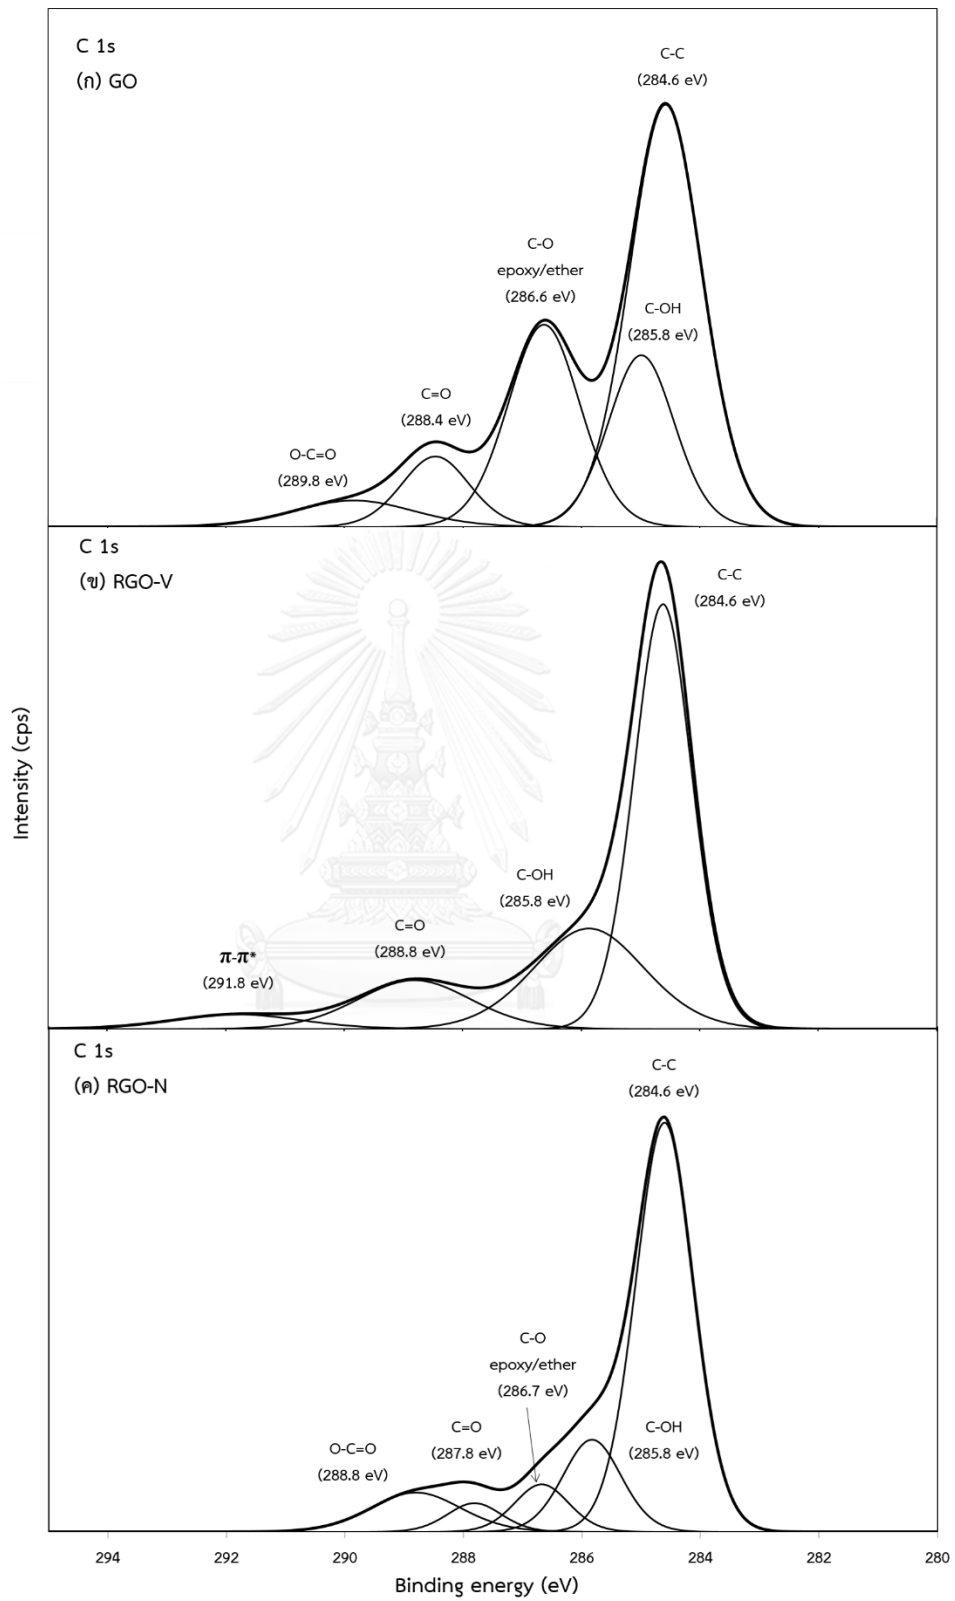 C 1s
(ก) GO
C-C
(284.6 eV)
C-O
epoxy/ether
(286.6 eV)
C-OH
(285.8 eV)
C=O
(288.4 eV)
O-C=O
(289.8 eV)
C 1s
(ข) RGO-V
C-C
(284.6 eV)
C-OH
(285.8 eV)
C=O
(288.8 eV)
π-π*
(291.8 eV)
Intensity (cps)
C 1s
(ค) RGO-N
C-C
(284.6 eV)
C-O
epoxy/ether
(286.7 eV)
C=O
(287.8 eV)
C-OH
(285.8 eV)
O-C=O
(288.8 eV)
294 292 290 288 286 284 282 280
Binding energy (eV)